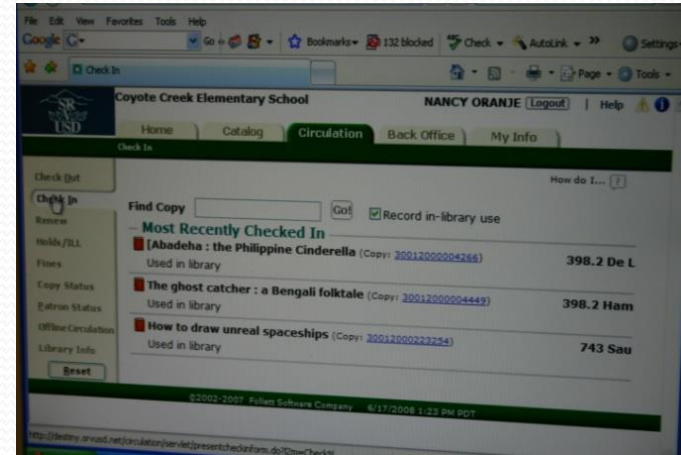 File Edit View Favorites Tools Help
Google G Go Bookmarks 132 blocked Check AutoLink » Settings
Check In Page Tools
SR
USD
Coyote Creek Elementary School NANCY ORANJE [Logout] | Help
Home Catalog Circulation Back Office My Info
Check In
How do I... ?
Check Out
Check In
Renew
Holds/ILL
Fines
Copy Status
Patron Status
Offline Circulation
Library Info
Reset
Find Copy Go! Record in-library use
Most Recently Checked In
[Abadeha : the Philippine Cinderella (Copy: 30012000004266) 398.2 De L
Used in library
The ghost catcher : a Bengali folktale (Copy: 30012000004449) 398.2 Ham
Used in library
How to draw unreal spaceships (Copy: 30012000223254) 743 Sau
Used in library
©2002-2007 Follett Software Company 6/17/2008 1:23 PM PDT